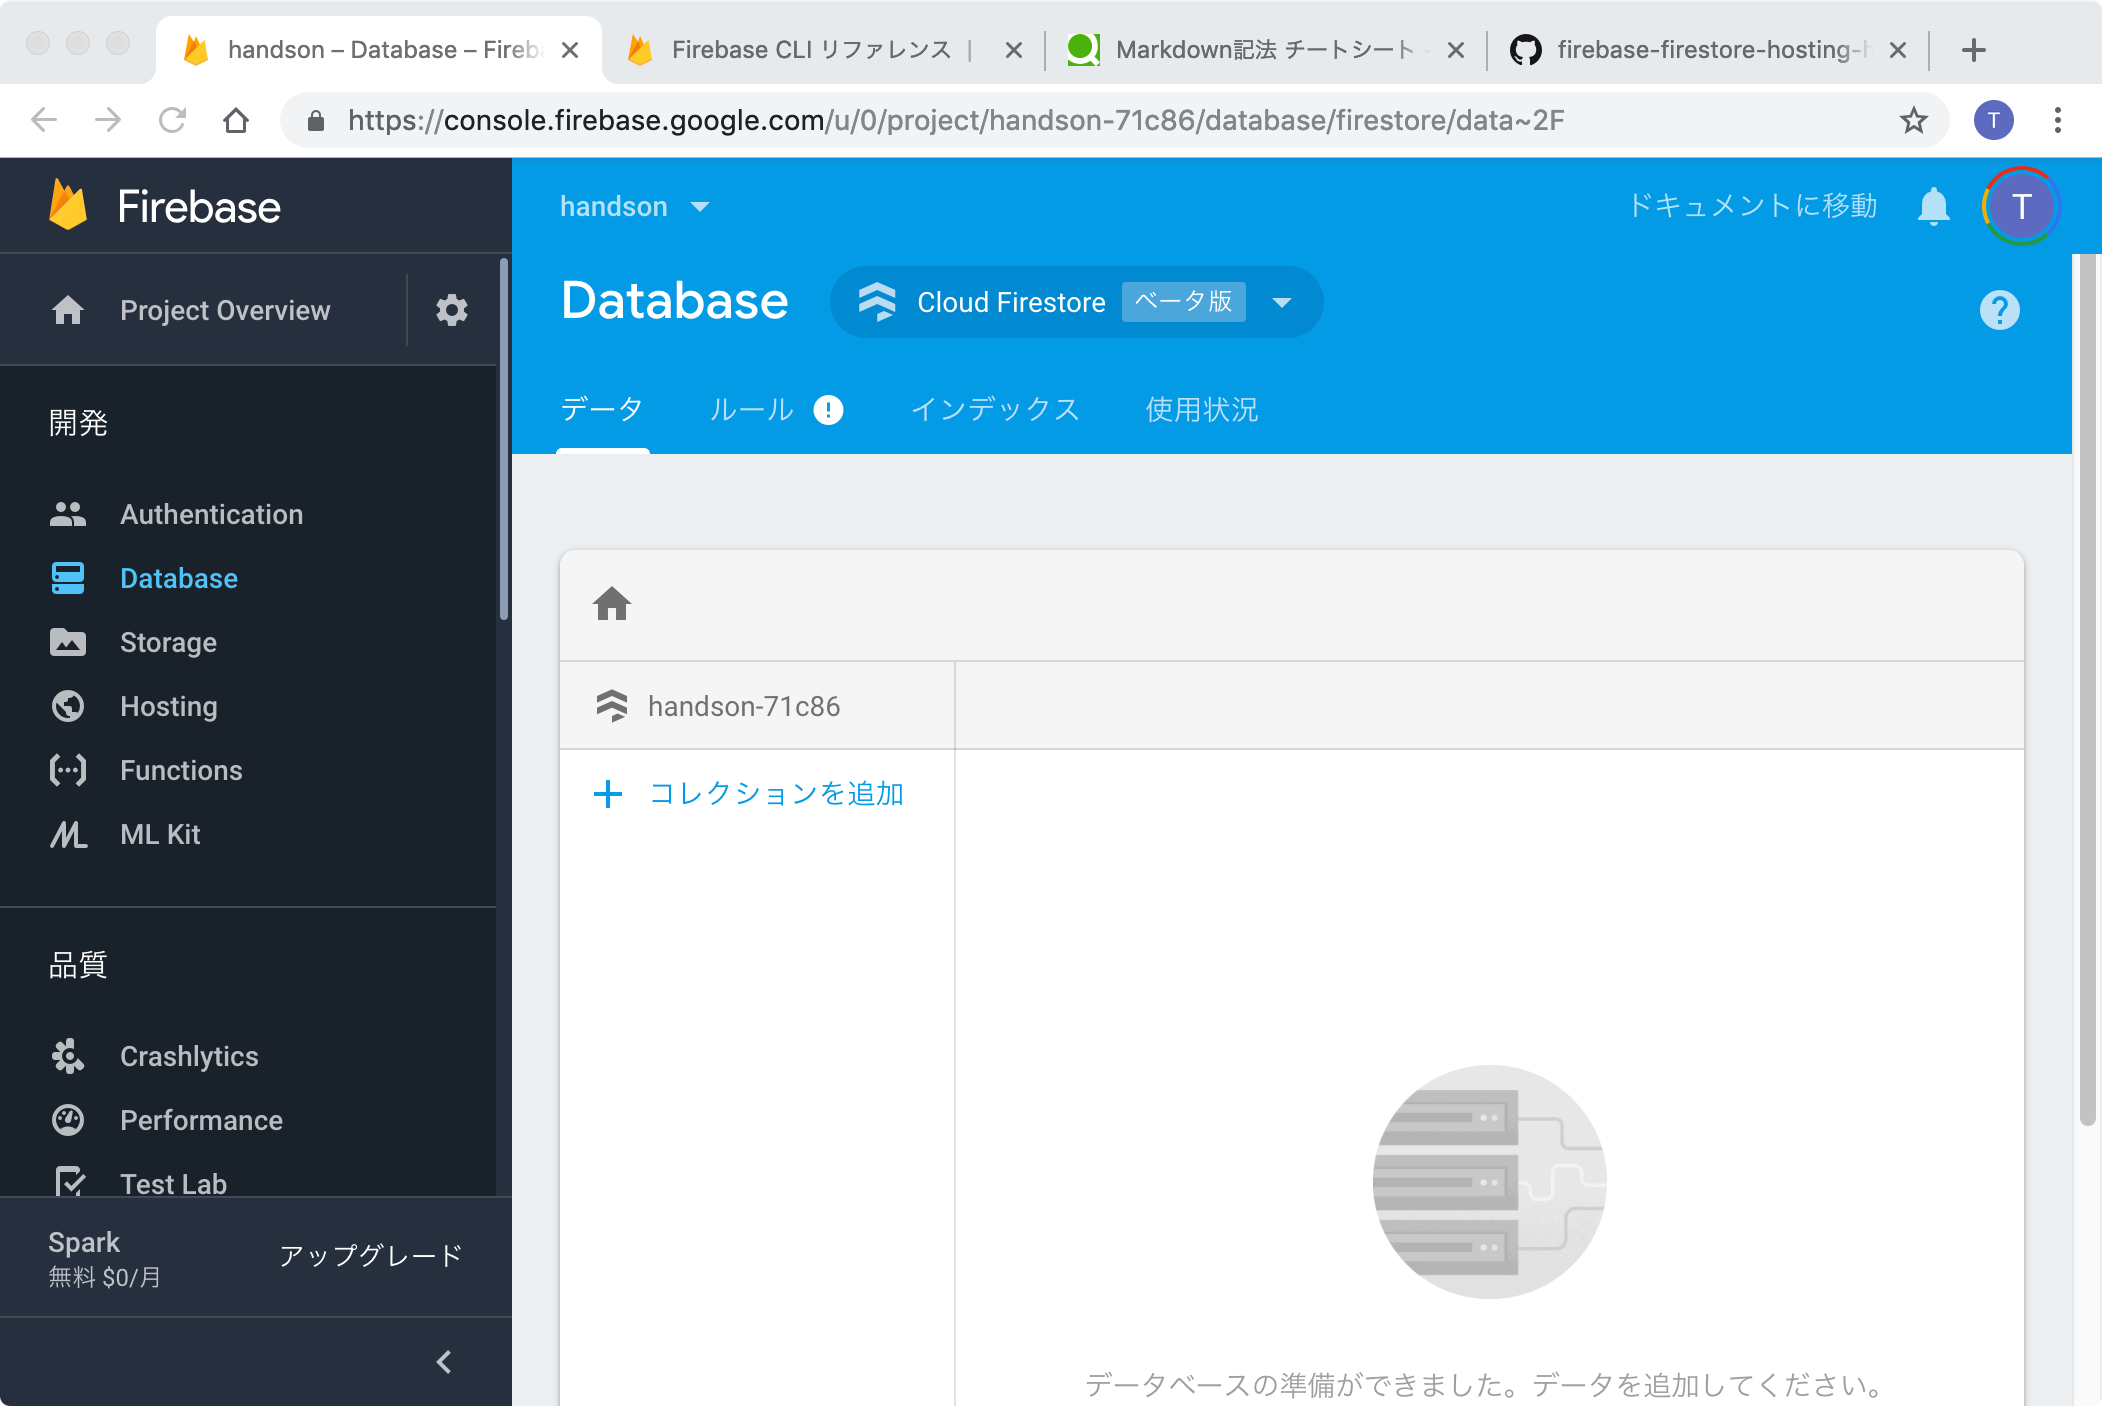 handson – Database – Fireba
Firebase CLI リファレンス |
Markdown記法 チートシート -
firebase-firestore-hosting-h
https://console.firebase.google.com/u/0/project/handson-71c86/database/firestore/data~2F
T
Firebase
handson
ドキュメントに移動
T
Project Overview
Database
Cloud Firestore
ベータ版
データ
ルール
インデックス
使用状況
開発
Authentication
Database
Storage
Hosting
Functions
ML Kit
品質
Crashlytics
Performance
Test Lab
Spark
無料 $0/月
アップグレード
handson-71c86
コレクションを追加
データベースの準備ができました。データを追加してください。